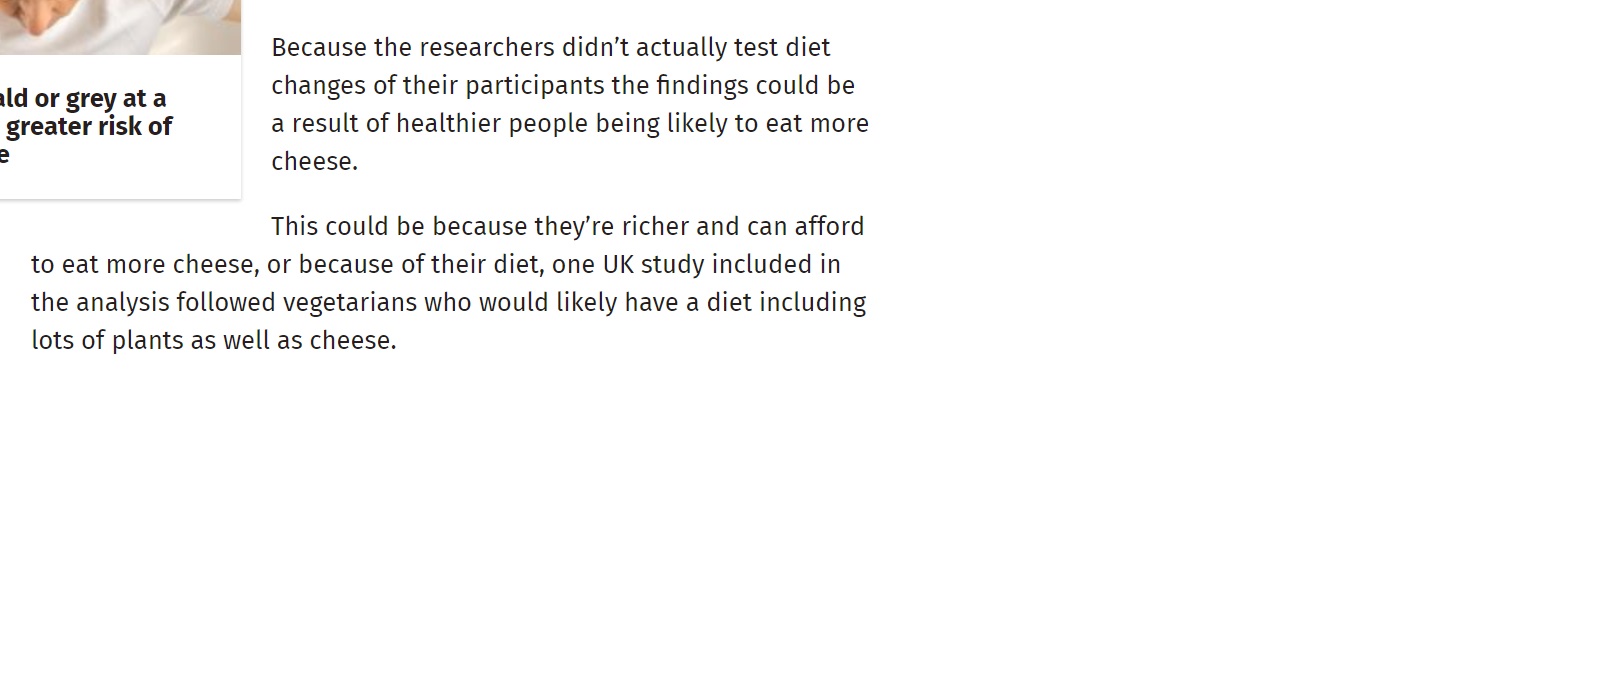 ald or grey at a
greater risk of
e
Because the researchers didn’t actually test diet
changes of their participants the findings could be
a result of healthier people being likely to eat more
cheese.
This could be because they’re richer and can afford
to eat more cheese, or because of their diet, one UK study included in
the analysis followed vegetarians who would likely have a diet including
lots of plants as well as cheese.